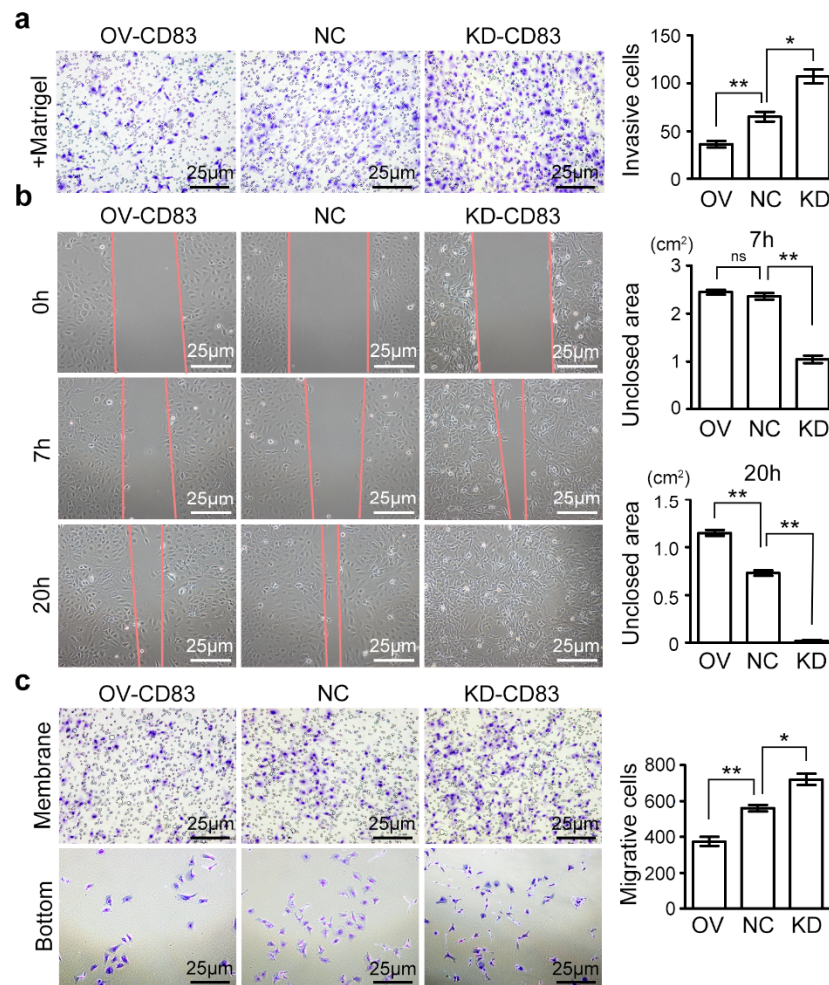 a
OV-CD83 NC KD-CD83
+Matrigel
25µm 25µm 25µm
Invasive cells
150
100
50
0
** *
OV NC KD
b
OV-CD83 NC KD-CD83
0h
25µm 25µm 25µm
7h
25µm 25µm 25µm
20h
25µm 25µm 25µm
(cm²) 7h
Unclosed area
3
2
1
0
ns **
OV NC KD
(cm²) 20h
Unclosed area
1.5
1.0
0.5
0
** **
OV NC KD
c
OV-CD83 NC KD-CD83
Membrane
25µm 25µm 25µm
Bottom
25µm 25µm 25µm
Migrative cells
800
600
400
200
0
** *
OV NC KD